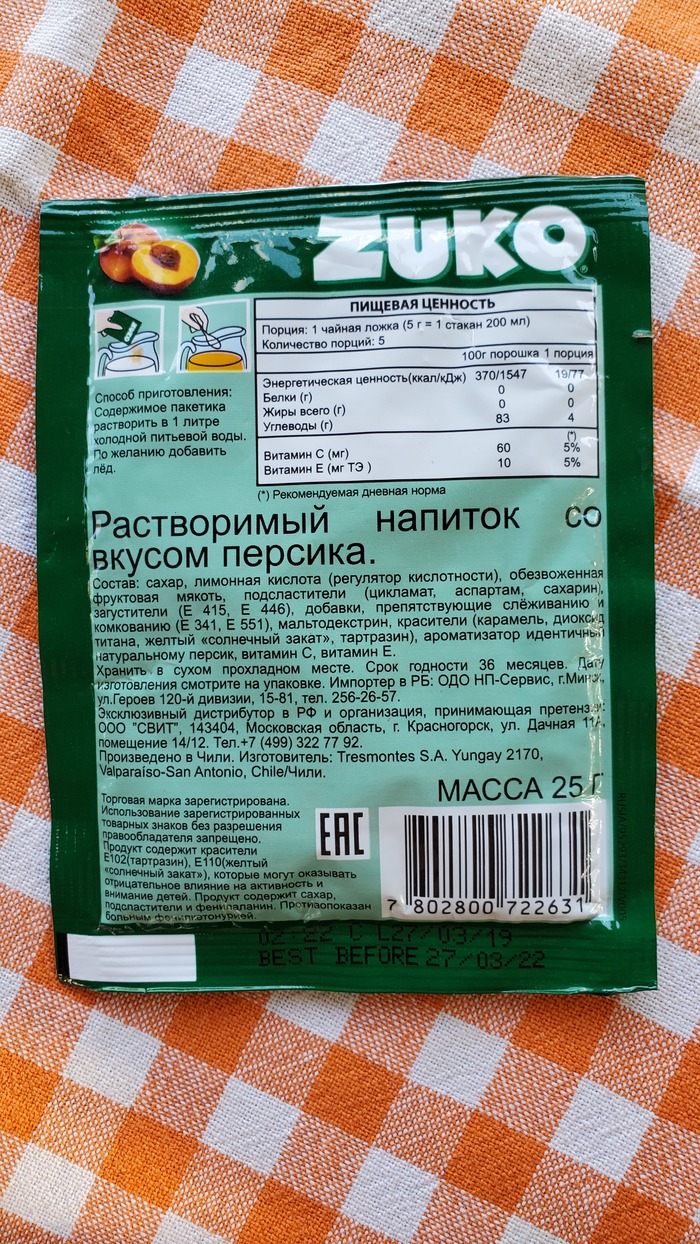 ZUKO
ПИЩЕВАЯ ЦЕННОСТЬ
Порция: 1 чайная ложка (5 г = 1 стакан 200 мл)
Количество порций: 5
100г порошка 1 порция
Энергетическая ценность(ккал/кДж) 370/1547 19/77
Белки (г) 0 0
Жиры всего (г) 0 0
Углеводы (г) 83 4
(*)
Витамин С (мг) 60 5%
Витамин Е (мг ТЭ ) 10 5%
(*) Рекомендуемая дневная норма
Способ приготовления:
Содержимое пакетика
растворить в 1 литре
холодной питьевой воды.
По желанию добавить
лёд.
Растворимый напиток со
вкусом персика.
Состав: сахар, лимонная кислота (регулятор кислотности), обезвоженная
фруктовая мякоть, подсластители (цикламат, аспартам, сахарин),
загустители (Е 415, Е 446), добавки, препятствующие слёживанию и
комкованию (Е 341, Е 551), мальтодекстрин, красители (карамель, диоксид
титана, желтый «солнечный закат», тартразин), ароматизатор идентичный
натуральному персик, витамин С, витамин Е.
Хранить в сухом прохладном месте. Срок годности 36 месяцев. Дату
изготовления смотрите на упаковке. Импортер в РБ: ОДО НП-Сервис, г.Минск,
ул.Героев 120-й дивизии, 15-81, тел. 256-26-57.
Эксклюзивный дистрибутор в РФ и организация, принимающая претензии:
ООО "СВИТ", 143404, Московская область, г. Красногорск, ул. Дачная 11А,
помещение 14/12. Тел.+7 (499) 322 77 92.
Произведено в Чили. Изготовитель: Tresmontes S.A. Yungay 2170,
Valparaíso-San Antonio, Chile/Чили.
МАССА 25 Г
Торговая марка зарегистрирована.
Использование зарегистрированных
товарных знаков без разрешения
правообладателя запрещено.
Продукт содержит красители
Е102(тартразин), Е110(желтый
«солнечный закат»), которые могут оказывать
отрицательное влияние на активность и
внимание детей. Продукт содержит сахар,
подсластители и фенилаланин. Противопоказан
больным фенилкетонурией.
EAC
7 802800 722631
02:22 C L27/03/19
BEST BEFORE 27/03/22